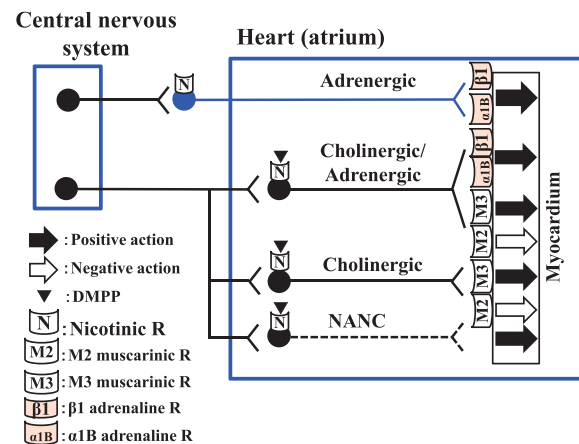 Central nervous
system
Heart (atrium)
N
Adrenergic
β1
α1B
N
Cholinergic/
Adrenergic
β1
α1B
M3
M2
N
Cholinergic
M3
M2
N
NANC
Myocardium
: Positive action
: Negative action
: DMPP
N : Nicotinic R
M2 : M2 muscarinic R
M3 : M3 muscarinic R
β1 : β1 adrenaline R
α1B : α1B adrenaline R